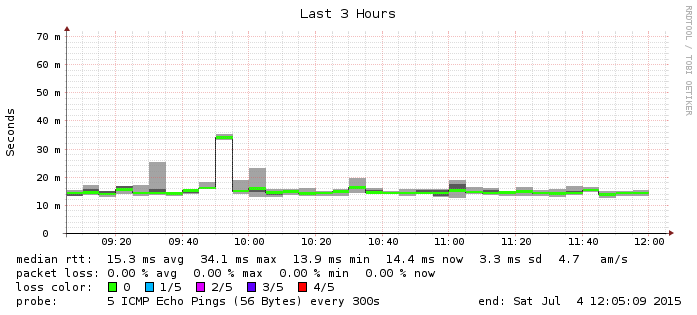 Last 3 Hours
RRDTOOL / TOBI OETIKER
Seconds
70 m
60 m
50 m
40 m
30 m
20 m
10 m
0
09:20 09:40 10:00 10:20 10:40 11:00 11:20 11:40 12:00
median rtt: 15.3 ms avg 34.1 ms max 13.9 ms min 14.4 ms now 3.3 ms sd 4.7 am/s
packet loss: 0.00 % avg 0.00 % max 0.00 % min 0.00 % now
loss color: 0 1/5 2/5 3/5 4/5
probe: 5 ICMP Echo Pings (56 Bytes) every 300s end: Sat Jul 4 12:05:09 2015